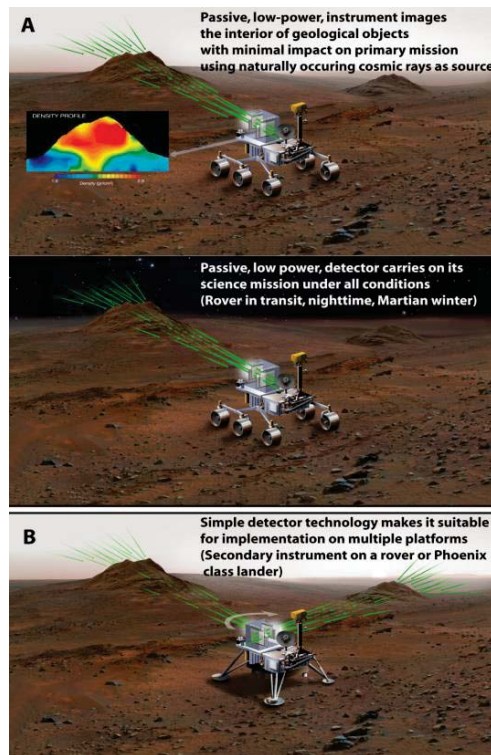 A
Passive, low-power, instrument images
the interior of geological objects
with minimal impact on primary mission
using naturally occuring cosmic rays as source
DENSITY PROFILE
Density (g/cm³)
Passive, low power, detector carries on its
science mission under all conditions
(Rover in transit, nighttime, Martian winter)
B
Simple detector technology makes it suitable
for implementation on multiple platforms
(Secondary instrument on a rover or Phoenix
class lander)